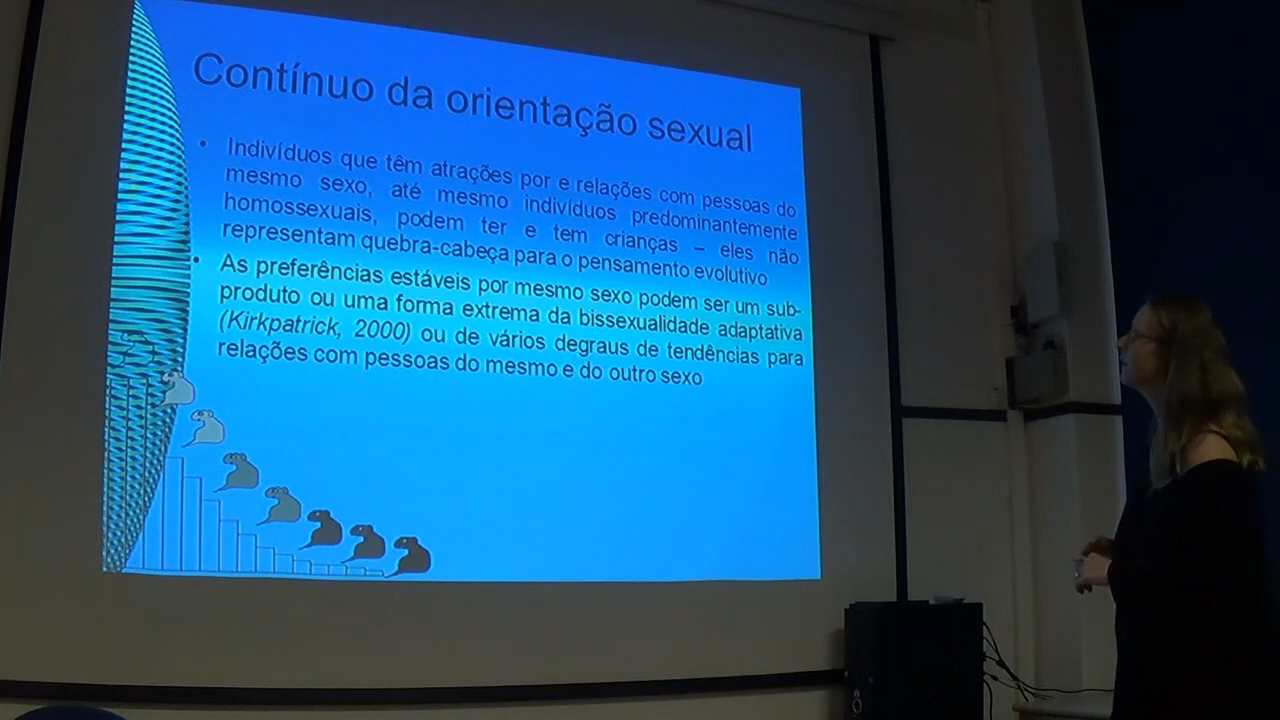 Contínuo da orientação sexual
• Indivíduos que têm atrações por e relações com pessoas do
mesmo sexo, até mesmo indivíduos predominantemente
homossexuais, podem ter e tem crianças – eles não
representam quebra-cabeça para o pensamento evolutivo
• As preferências estáveis por mesmo sexo podem ser um sub-
produto ou uma forma extrema da bissexualidade adaptativa
(Kirkpatrick, 2000) ou de vários degraus de tendências para
relações com pessoas do mesmo e do outro sexo